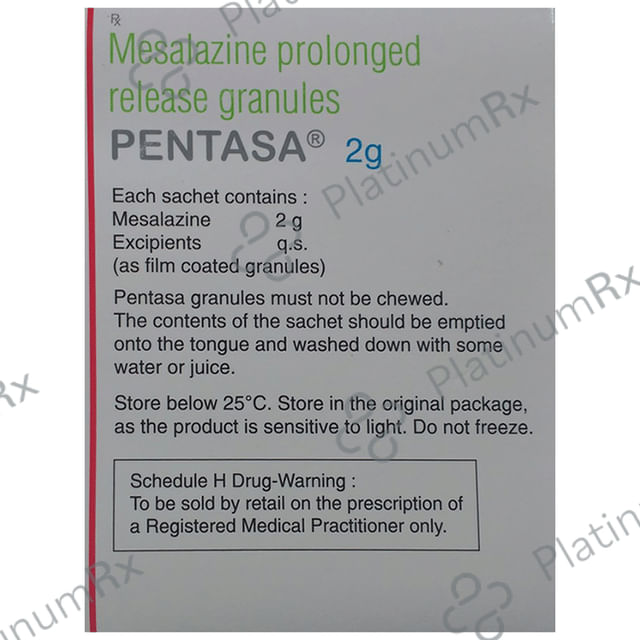 Rx
Mesalazine prolonged
release granules
PENTASA® 2g
Each sachet contains :
Mesalazine 2 g
Excipients q.s.
(as film coated granules)
Pentasa granules must not be chewed.
The contents of the sachet should be emptied
onto the tongue and washed down with some
water or juice.
Store below 25°C. Store in the original package,
as the product is sensitive to light. Do not freeze.
Schedule H Drug-Warning :
To be sold by retail on the prescription of
a Registered Medical Practitioner only.
PlatinumRx
PlatinumRx
PlatinumRx